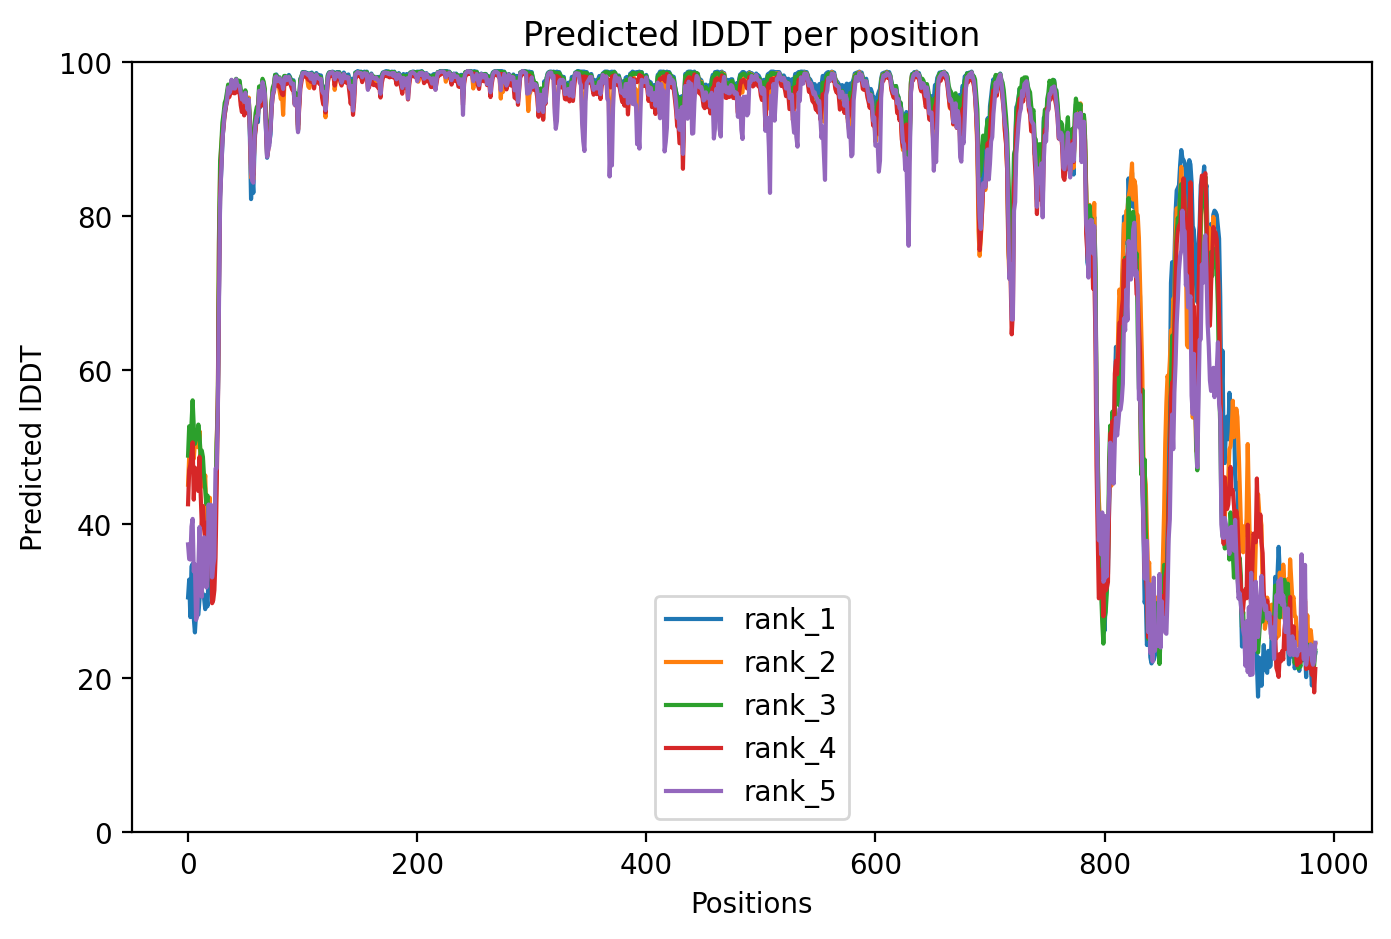 Predicted lDDT per position
100
80
60
40
20
0
Predicted lDDT
0 200 400 600 800 1000
Positions
rank_1
rank_2
rank_3
rank_4
rank_5